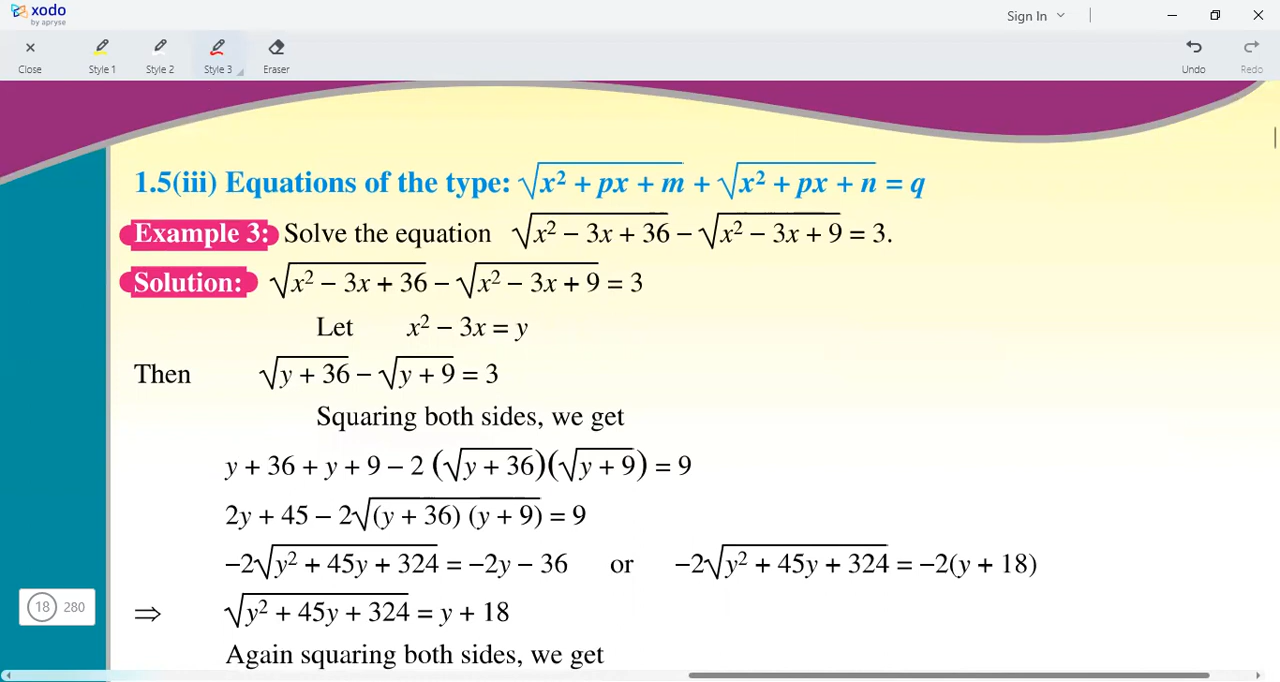 xodo
by apryse
Sign In
Close
Style 1
Style 2
Style 3
Eraser
Undo
Redo
1.5(iii) Equations of the type: √(x² + px + m) + √(x² + px + n) = q
Example 3: Solve the equation √(x² − 3x + 36) − √(x² − 3x + 9) = 3.
Solution: √(x² − 3x + 36) − √(x² − 3x + 9) = 3
Let x² − 3x = y
Then √(y + 36) − √(y + 9) = 3
Squaring both sides, we get
y + 36 + y + 9 − 2 (√(y + 36))(√(y + 9)) = 9
2y + 45 − 2√((y + 36) (y + 9)) = 9
−2√(y² + 45y + 324) = −2y − 36 or −2√(y² + 45y + 324) = −2(y + 18)
⇒ √(y² + 45y + 324) = y + 18
18 280
Again squaring both sides, we get